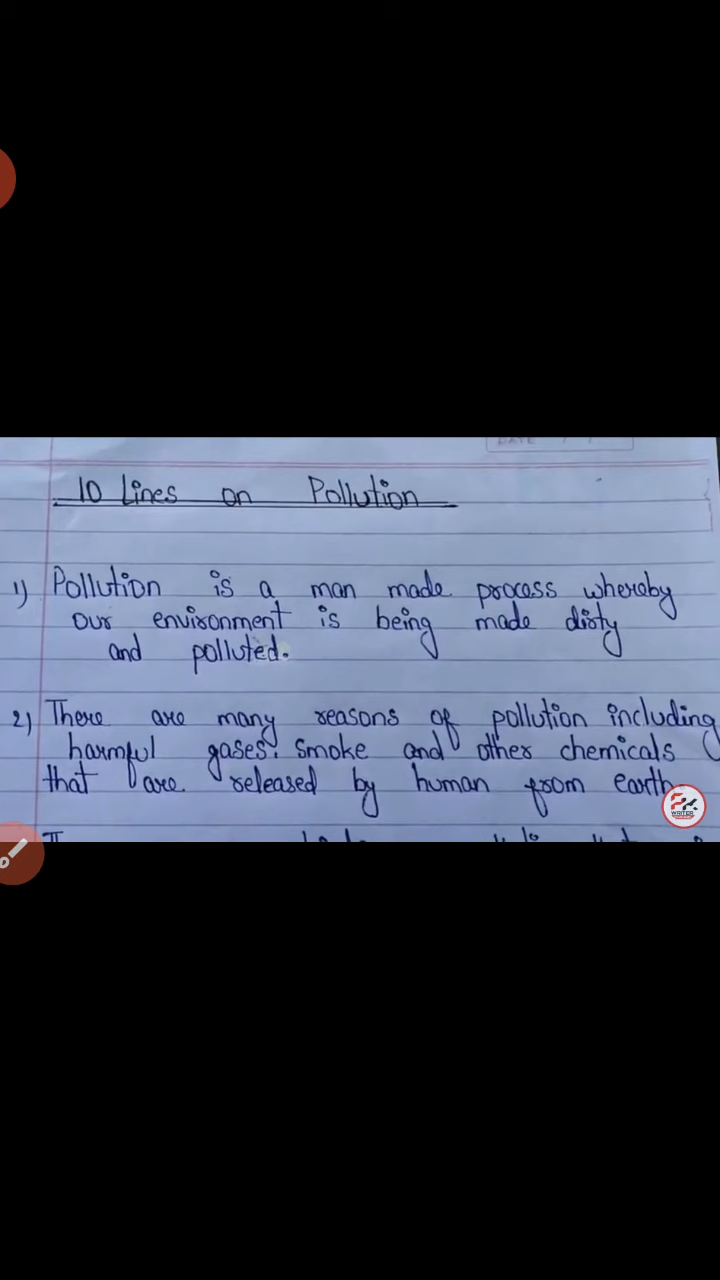 DATE
10 Lines on Pollution
1) Pollution is a man made process whereby
our environment is being made dirty
and polluted.
2) There are many reasons of pollution including
harmful gases, smoke and other chemicals
that are released by human from earth.
WRITER